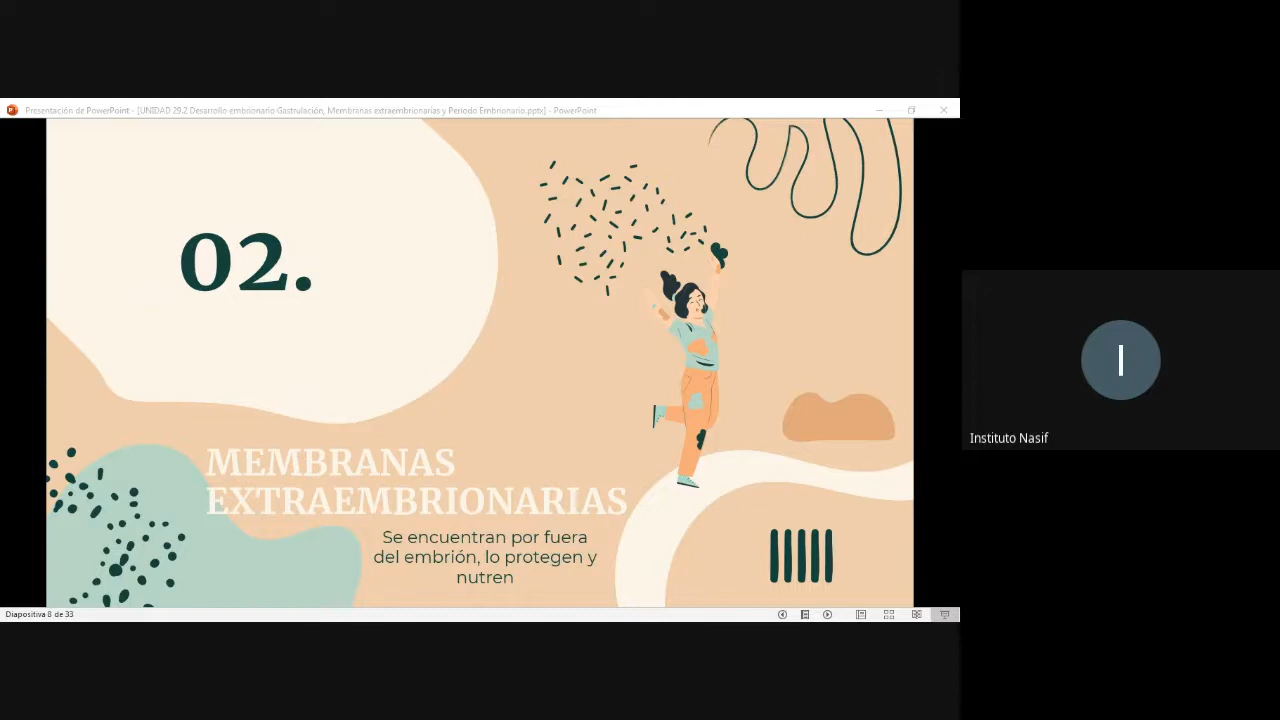 Presentación de PowerPoint - [UNIDAD 29.2 Desarrollo embrionario Gastrulación, Membranas extraembrionarias y Periodo Embrionario.pptx] - PowerPoint
02.
MEMBRANAS
EXTRAEMBRIONARIAS
Se encuentran por fuera
del embrión, lo protegen y
nutren
I
Instituto Nasif
Diapositiva 8 de 33